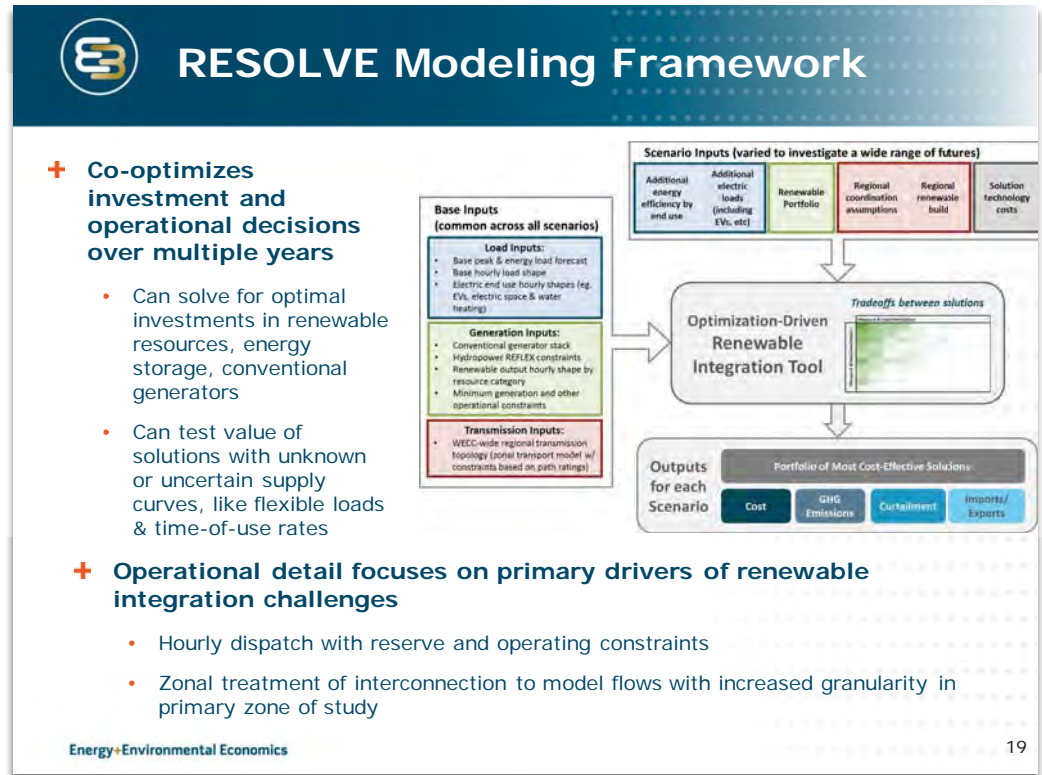 RESOLVE Modeling Framework
+ Co-optimizes
investment and
operational decisions
over multiple years
• Can solve for optimal
investments in renewable
resources, energy
storage, conventional
generators
• Can test value of
solutions with unknown
or uncertain supply
curves, like flexible loads
& time-of-use rates
Base Inputs
(common across all scenarios)
Load Inputs:
• Base peak & energy load forecast
• Base hourly load shape
• Electric end use hourly shapes (eg.
EVs, electric space & water
heating)
Generation Inputs:
• Conventional generator stack
• Hydropower REFLEX constraints
• Renewable output hourly shape by
resource category
• Minimum generation and other
operational constraints
Transmission Inputs:
• WECC-wide regional transmission
topology (zonal transport model w/
constraints based on path ratings)
Scenario Inputs (varied to investigate a wide range of futures)
Additional
energy
efficiency by
end use
Additional
electric
loads
(including
EVs, etc)
Renewable
Portfolio
Regional
coordination
assumptions
Regional
renewable
build
Solution
technology
costs
Optimization-Driven
Renewable
Integration Tool
Tradeoffs between solutions
Outputs
for each
Scenario
Portfolio of Most Cost-Effective Solutions
Cost
GHG
Emissions
Curtailment
Imports/
Exports
+ Operational detail focuses on primary drivers of renewable
integration challenges
• Hourly dispatch with reserve and operating constraints
• Zonal treatment of interconnection to model flows with increased granularity in
primary zone of study
Energy+Environmental Economics
19